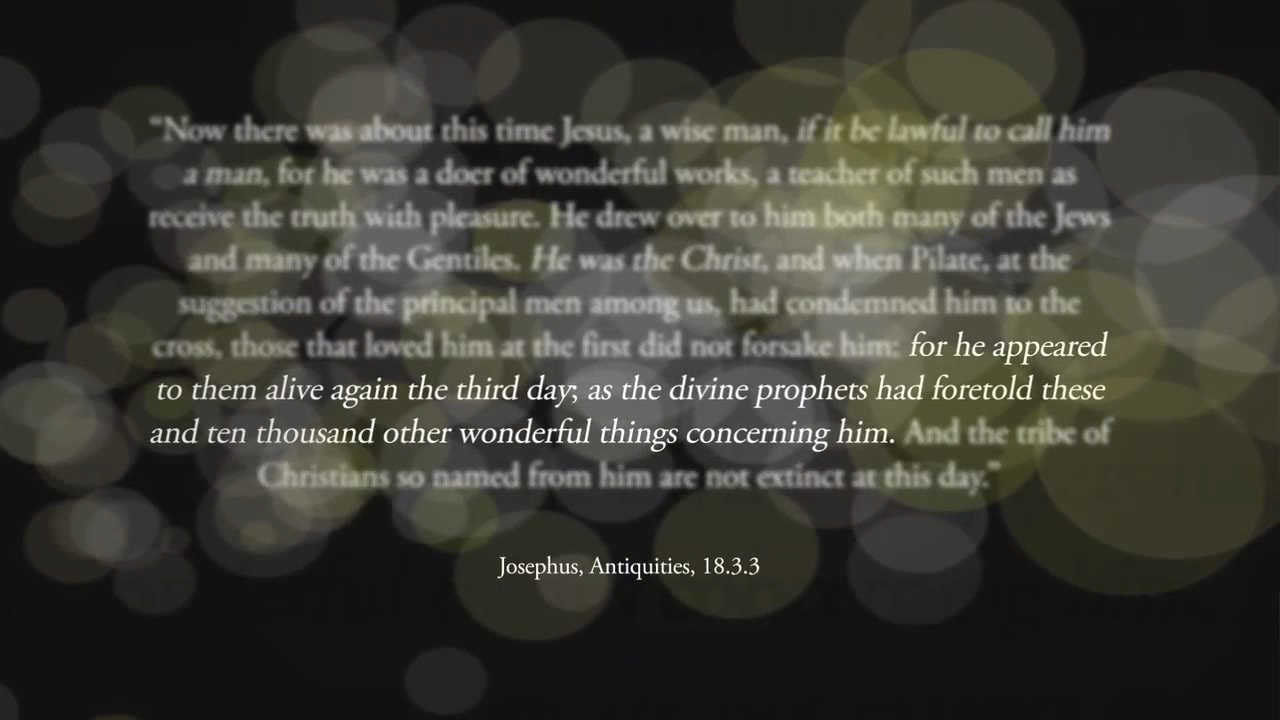 “Now there was about this time Jesus, a wise man, if it be lawful to call him
a man, for he was a doer of wonderful works, a teacher of such men as
receive the truth with pleasure. He drew over to him both many of the Jews
and many of the Gentiles. He was the Christ, and when Pilate, at the
suggestion of the principal men among us, had condemned him to the
cross, those that loved him at the first did not forsake him: for he appeared
to them alive again the third day; as the divine prophets had foretold these
and ten thousand other wonderful things concerning him. And the tribe of
Christians so named from him are not extinct at this day.”
Josephus, Antiquities, 18.3.3